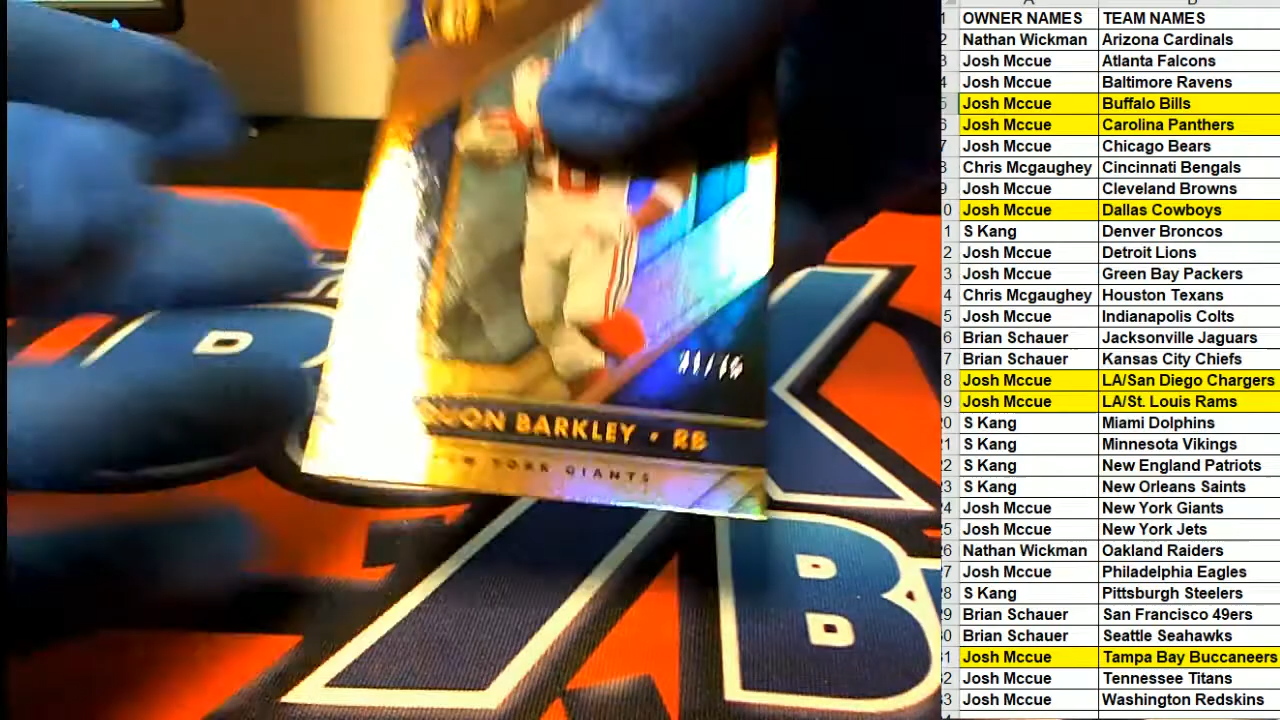 BARKLEY • RB
NEW YORK GIANTS
OWNER NAMES TEAM NAMES
Nathan Wickman Arizona Cardinals
Josh Mccue Atlanta Falcons
Josh Mccue Baltimore Ravens
Josh Mccue Buffalo Bills
Josh Mccue Carolina Panthers
Josh Mccue Chicago Bears
Chris Mcgaughey Cincinnati Bengals
Josh Mccue Cleveland Browns
Josh Mccue Dallas Cowboys
S Kang Denver Broncos
Josh Mccue Detroit Lions
Josh Mccue Green Bay Packers
Chris Mcgaughey Houston Texans
Josh Mccue Indianapolis Colts
Brian Schauer Jacksonville Jaguars
Brian Schauer Kansas City Chiefs
Josh Mccue LA/San Diego Chargers
Josh Mccue LA/St. Louis Rams
S Kang Miami Dolphins
S Kang Minnesota Vikings
S Kang New England Patriots
S Kang New Orleans Saints
Josh Mccue New York Giants
Josh Mccue New York Jets
Nathan Wickman Oakland Raiders
Josh Mccue Philadelphia Eagles
S Kang Pittsburgh Steelers
Brian Schauer San Francisco 49ers
Brian Schauer Seattle Seahawks
Josh Mccue Tampa Bay Buccaneers
Josh Mccue Tennessee Titans
Josh Mccue Washington Redskins